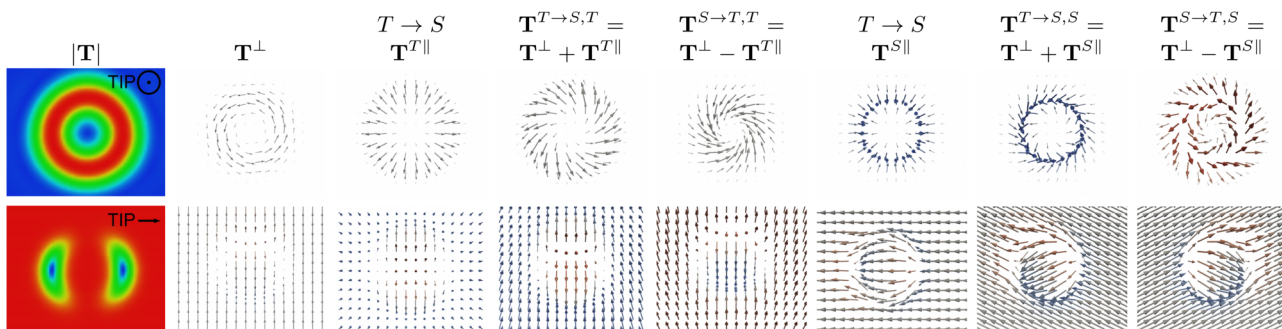 T → S T → S
|T| T^⊥ T^{T∥} T^{T→S,T} = T^⊥ + T^{T∥} T^{S→T,T} = T^⊥ − T^{T∥} T^{S∥} T^{T→S,S} = T^⊥ + T^{S∥} T^{S→T,S} = T^⊥ − T^{S∥}
TIP
TIP